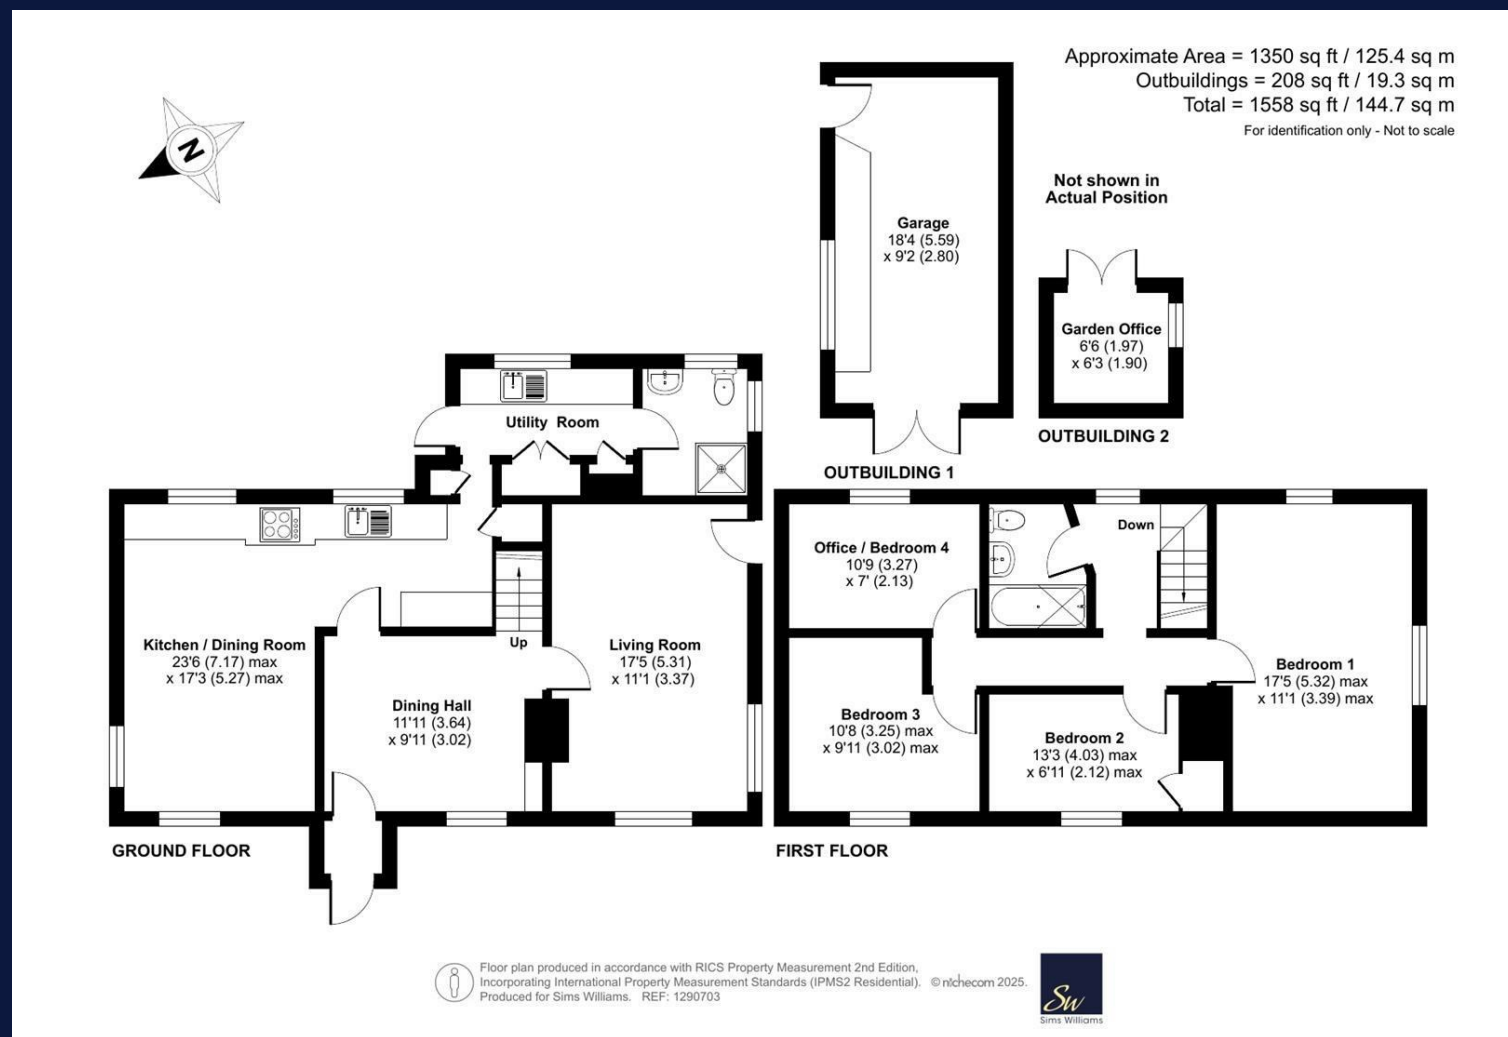 Approximate Area = 1350 sq ft / 125.4 sq m
Outbuildings = 208 sq ft / 19.3 sq m
Total = 1558 sq ft / 144.7 sq m
For identification only - Not to scale
N
Not shown in
Actual Position
Garage
18'4 (5.59)
x 9'2 (2.80)
Garden Office
6'6 (1.97)
x 6'3 (1.90)
OUTBUILDING 1
OUTBUILDING 2
Utility Room
Kitchen / Dining Room
23'6 (7.17) max
x 17'3 (5.27) max
Up
Living Room
17'5 (5.31)
x 11'1 (3.37)
Dining Hall
11'11 (3.64)
x 9'11 (3.02)
GROUND FLOOR
Office / Bedroom 4
10'9 (3.27)
x 7' (2.13)
Down
Bedroom 1
17'5 (5.32) max
x 11'1 (3.39) max
Bedroom 3
10'8 (3.25) max
x 9'11 (3.02) max
Bedroom 2
13'3 (4.03) max
x 6'11 (2.12) max
FIRST FLOOR
Floor plan produced in accordance with RICS Property Measurement 2nd Edition,
Incorporating International Property Measurement Standards (IPMS2 Residential). © nichecom 2025.
Produced for Sims Williams. REF: 1290703
Sw
Sims Williams